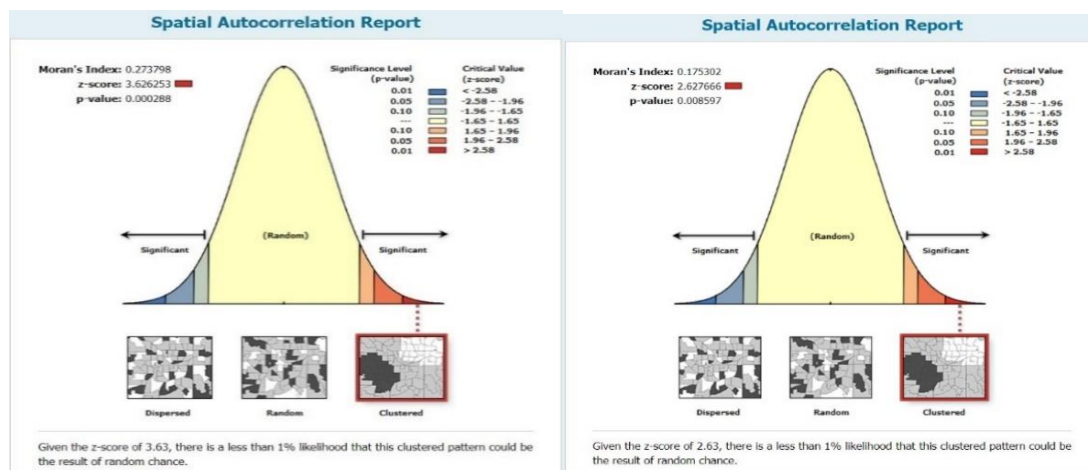 Spatial Autocorrelation Report
Moran's Index: 0.273798
z-score: 3.626253
p-value: 0.000288
Significance Level
(p-value)
Critical Value
(z-score)
0.01 < -2.58
0.05 -2.58 – -1.96
0.10 -1.96 – -1.65
--- -1.65 – 1.65
0.10 1.65 – 1.96
0.05 1.96 – 2.58
0.01 > 2.58
Significant
(Random)
Significant
Dispersed
Random
Clustered
Given the z-score of 3.63, there is a less than 1% likelihood that this clustered pattern could be
the result of random chance.
Spatial Autocorrelation Report
Moran's Index: 0.175302
z-score: 2.627666
p-value: 0.008597
Significance Level
(p-value)
Critical Value
(z-score)
0.01 < -2.58
0.05 -2.58 – -1.96
0.10 -1.96 – -1.65
--- -1.65 – 1.65
0.10 1.65 – 1.96
0.05 1.96 – 2.58
0.01 > 2.58
Significant
(Random)
Significant
Dispersed
Random
Clustered
Given the z-score of 2.63, there is a less than 1% likelihood that this clustered pattern could be
the result of random chance.